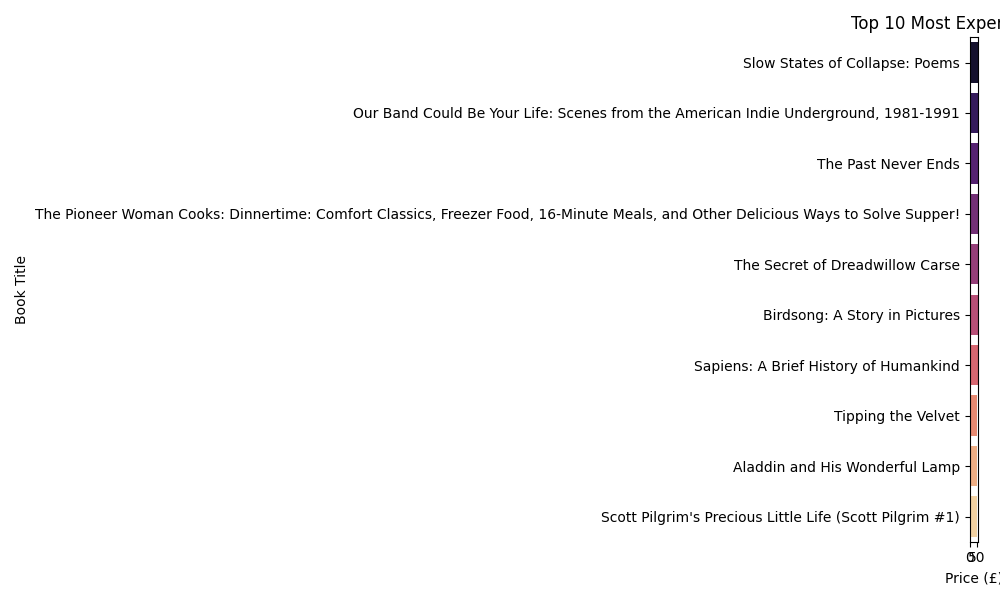 Top 10 Most Exper
Slow States of Collapse: Poems
Our Band Could Be Your Life: Scenes from the American Indie Underground, 1981-1991
The Past Never Ends
The Pioneer Woman Cooks: Dinnertime: Comfort Classics, Freezer Food, 16-Minute Meals, and Other Delicious Ways to Solve Supper!
The Secret of Dreadwillow Carse
Birdsong: A Story in Pictures
Sapiens: A Brief History of Humankind
Tipping the Velvet
Aladdin and His Wonderful Lamp
Scott Pilgrim's Precious Little Life (Scott Pilgrim #1)
Book Title
0 50
Price (£)